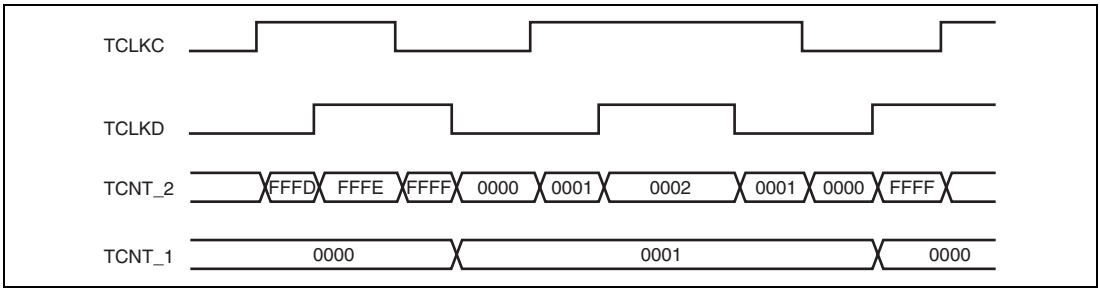 TCLKC
TCLKD
TCNT_2 FFFD FFFE FFFF 0000 0001 0002 0001 0000 FFFF
TCNT_1 0000 0001 0000